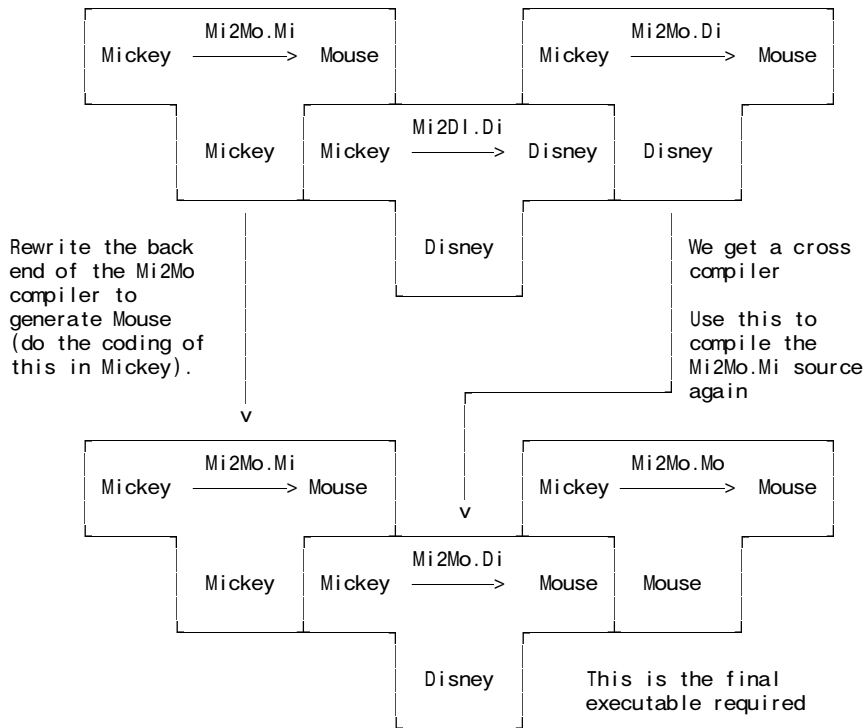 Mi2Mo.Mi Mi2Mo.Di
Mickey Mouse Mickey Mouse
Mi2DI.Di
Mickey Mickey Disney Disney
Disney
Rewrite the back
end of the Mi2Mo
compiler to
generate Mouse
(do the coding of
this in Mickey).
We get a cross
compiler
Use this to
compile the
Mi2Mo.Mi source
again
Mi2Mo.Mi Mi2Mo.Mo
Mickey Mouse Mickey Mouse
Mi2Mo.Di
Mickey Mickey Mouse Mouse
Disney
This is the final
executable required